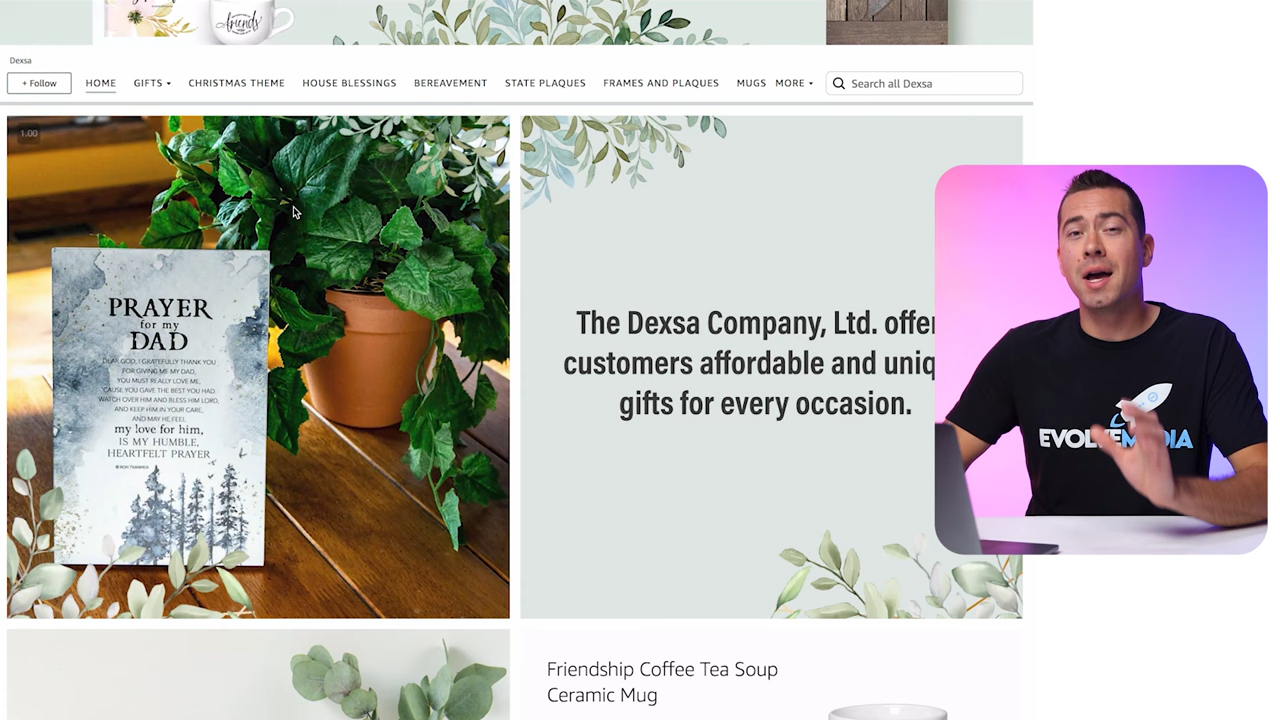 friends
Dexsa
+ Follow
HOME
GIFTS
CHRISTMAS THEME
HOUSE BLESSINGS
BEREAVEMENT
STATE PLAQUES
FRAMES AND PLAQUES
MUGS
MORE
Search all Dexsa
1.00
PRAYER
for my
DAD
DEAR GOD, I GRATEFULLY THANK YOU
FOR GIVING ME MY DAD,
YOU MUST REALLY LOVE ME,
'CAUSE YOU GAVE THE BEST YOU HAD.
WATCH OVER HIM AND BLESS HIM LORD,
AND KEEP HIM IN YOUR CARE,
AND MAY HE FEEL
my love for him,
IS MY HUMBLE,
HEARTFELT PRAYER
The Dexsa Company, Ltd. offer
customers affordable and uniq
gifts for every occasion.
EVOLVEMEDIA
Friendship Coffee Tea Soup
Ceramic Mug